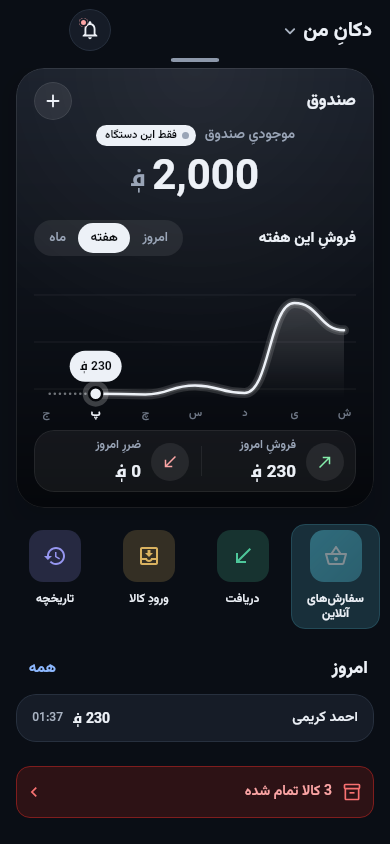 دکانِ من
صندوق
موجودیِ صندوق
فقط این دستگاه
2,000 ؋
فروشِ این هفته
امروز هفته ماه
230 ؋
ش ی د س چ پ ج
فروشِ امروز
230 ؋
ضررِ امروز
0 ؋
سفارش‌های آنلاین
دریافت
ورودِ کالا
تاریخچه
امروز
همه
احمد کریمی
230 ؋
01:37
3 کالا تمام شده